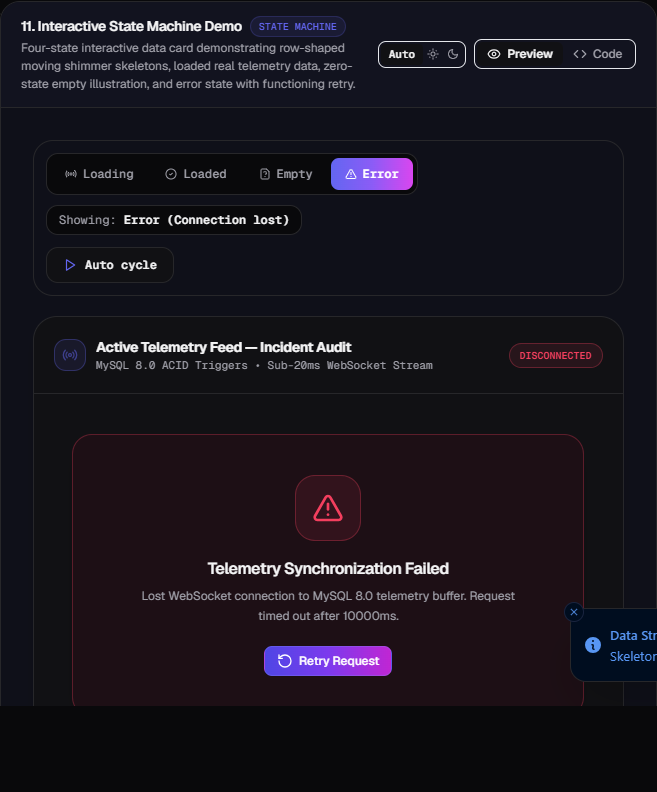 11. Interactive State Machine Demo STATE MACHINE
Four-state interactive data card demonstrating row-shaped
moving shimmer skeletons, loaded real telemetry data, zero-
state empty illustration, and error state with functioning retry.
Auto Preview Code
Loading Loaded Empty Error
Showing: Error (Connection lost)
Auto cycle
Active Telemetry Feed — Incident Audit
MySQL 8.0 ACID Triggers • Sub-20ms WebSocket Stream
DISCONNECTED
Telemetry Synchronization Failed
Lost WebSocket connection to MySQL 8.0 telemetry buffer. Request
timed out after 10000ms.
Retry Request
Data Str
Skeleton